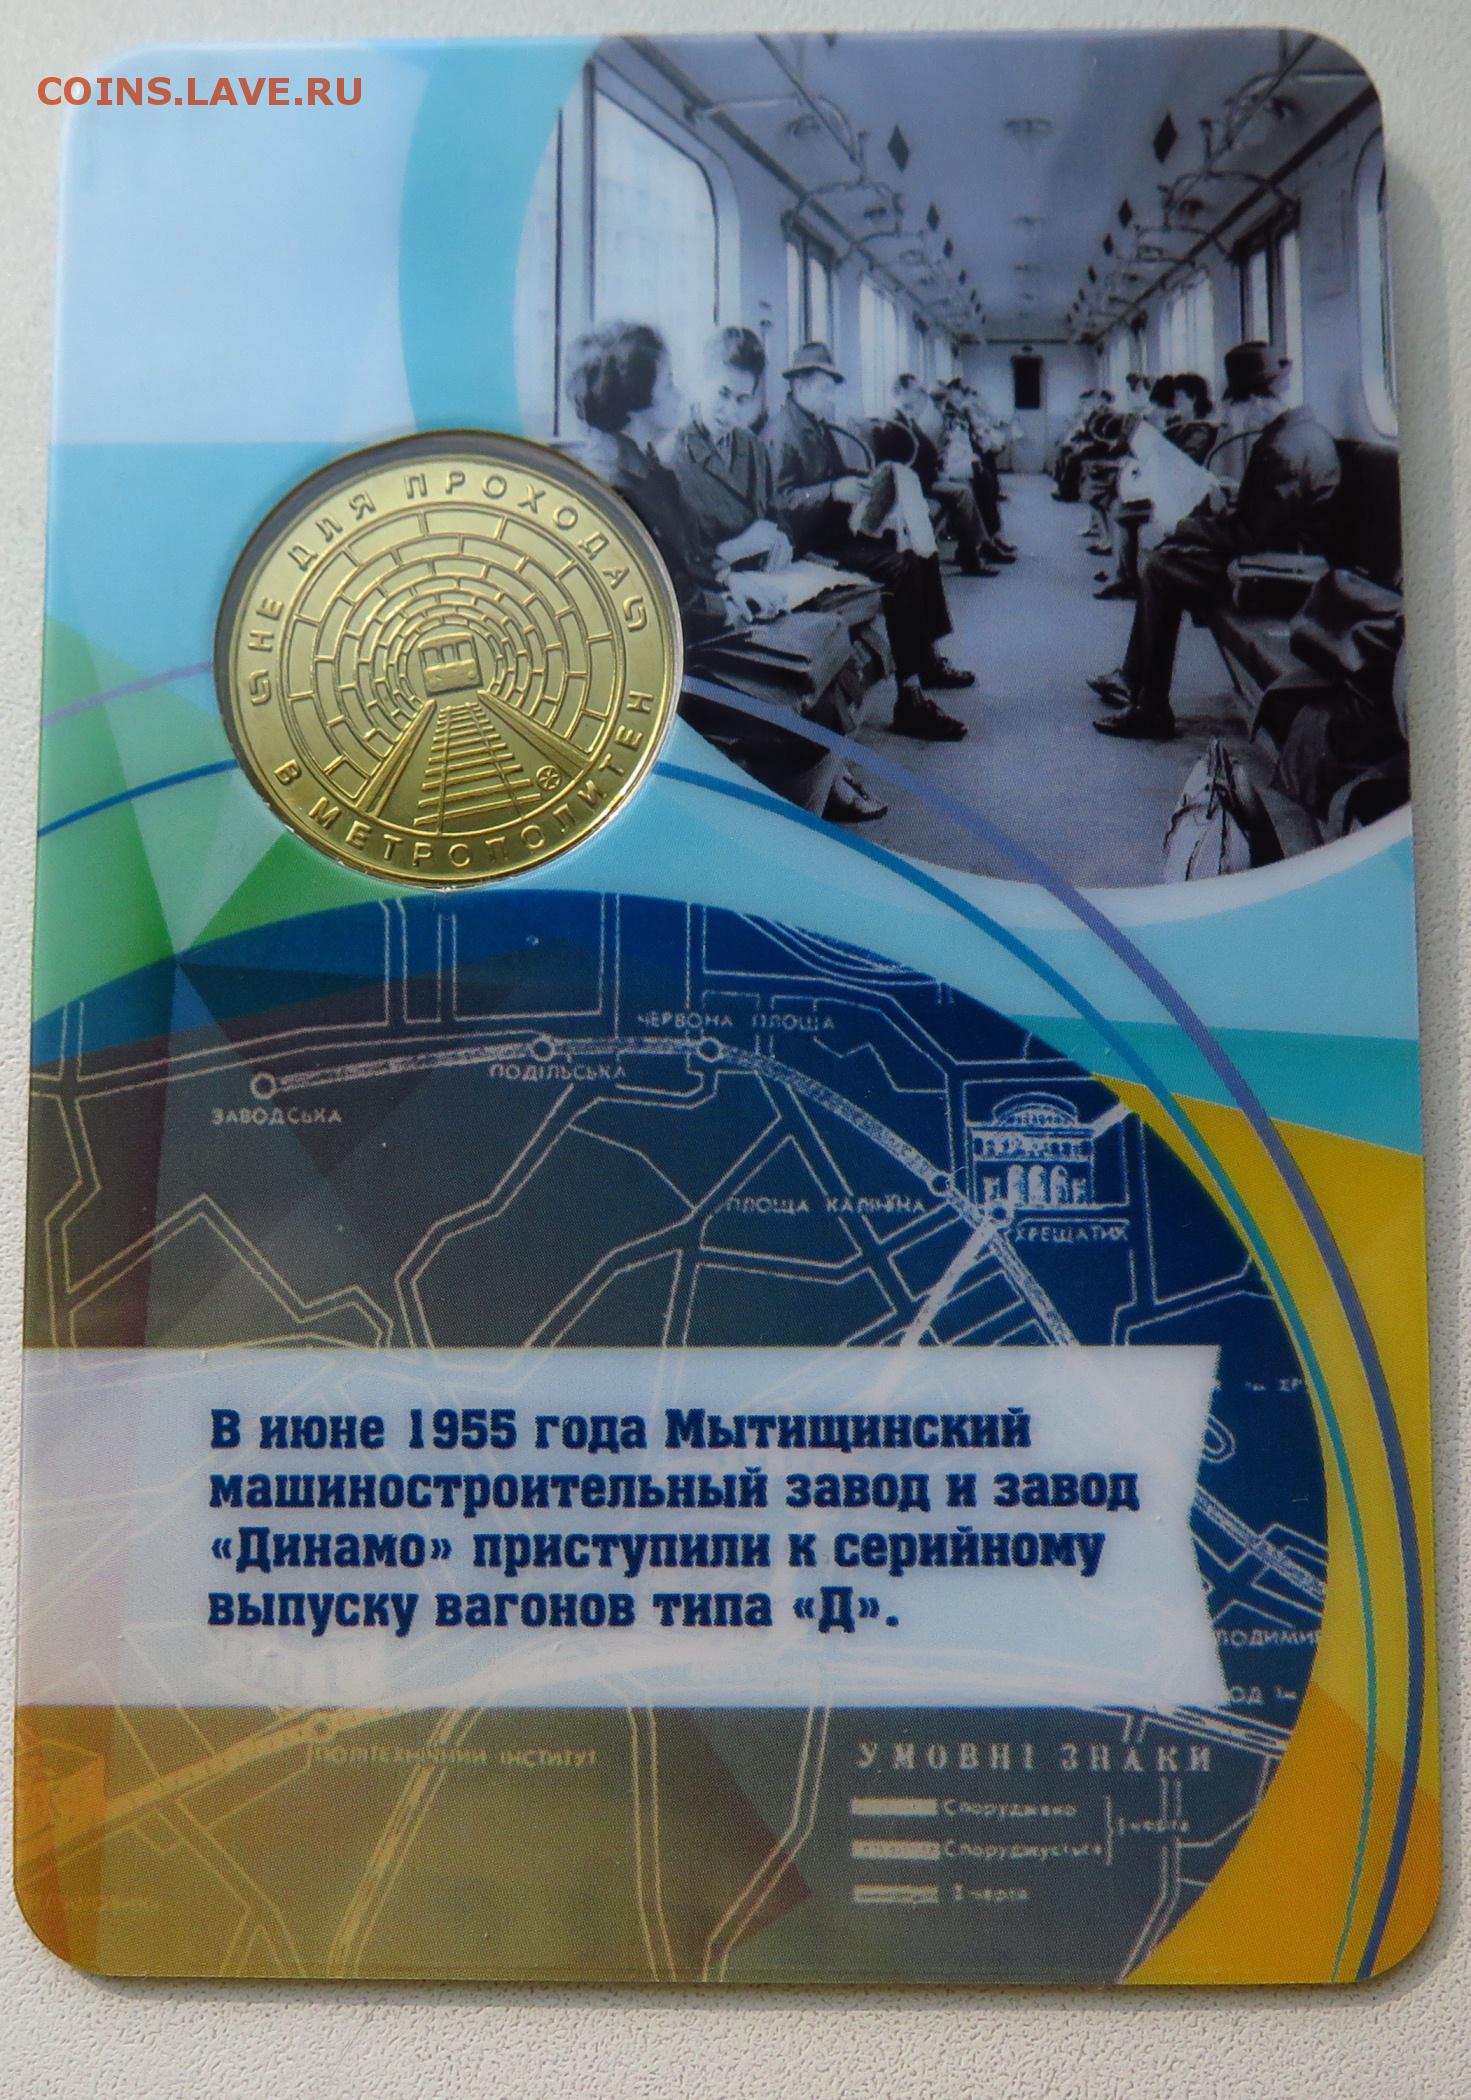 COINS.LAVE.RU
НЕ ДЛЯ ПРОХОДА
В МЕТРОПОЛИТЕН
ЧЕРВОНА ПЛОЩА
ПОДІЛЬСЬКА
ЗАВОДСЬКА
ПЛОЩА КАЛІНІНА
ХРЕЩАТИК
В июне 1955 года Мытищинский
машиностроительный завод и завод
«Динамо» приступили к серийному
выпуску вагонов типа «Д».
ПОЛІТЕХНІЧНИЙ ІНСТИТУТ
УМОВНІ ЗНАКИ
Споруджено
Споруджується
I черга